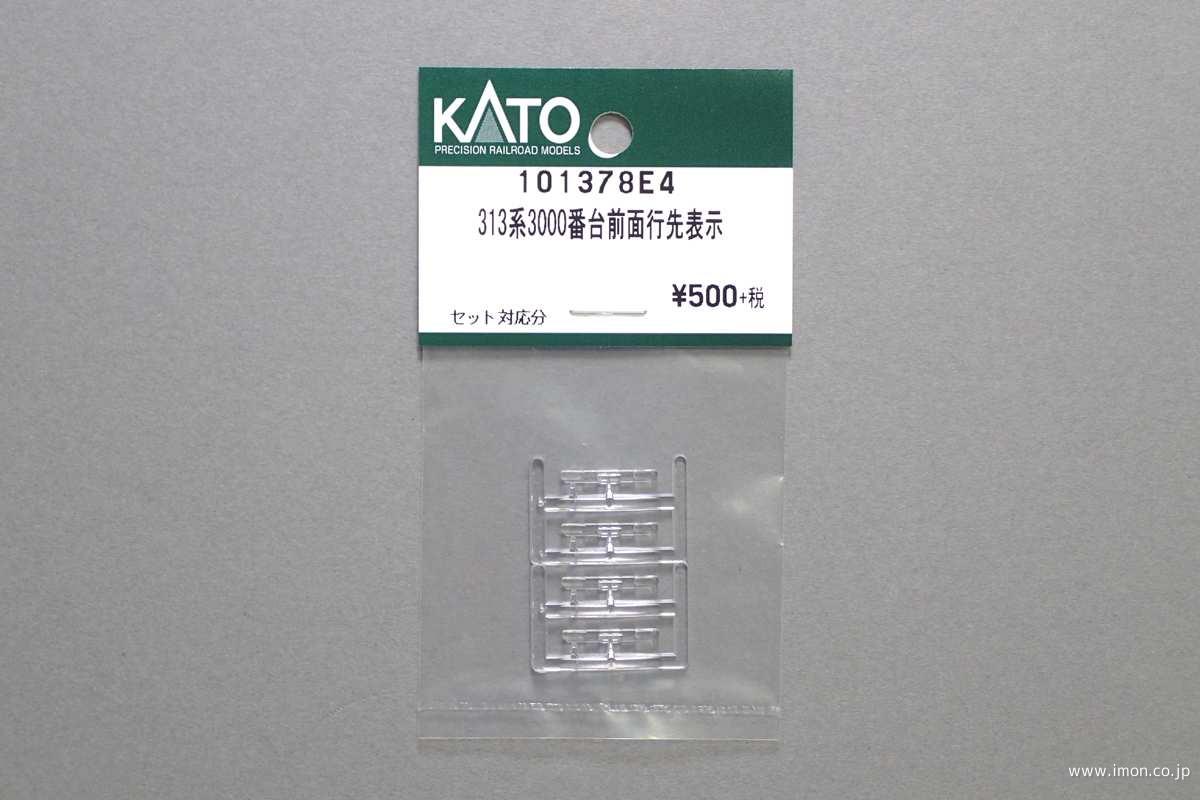 KATO
PRECISION RAILROAD MODELS
101378E4
313系3000番台前面行先表示
¥500+税
セット対応分
www.imon.co.jp